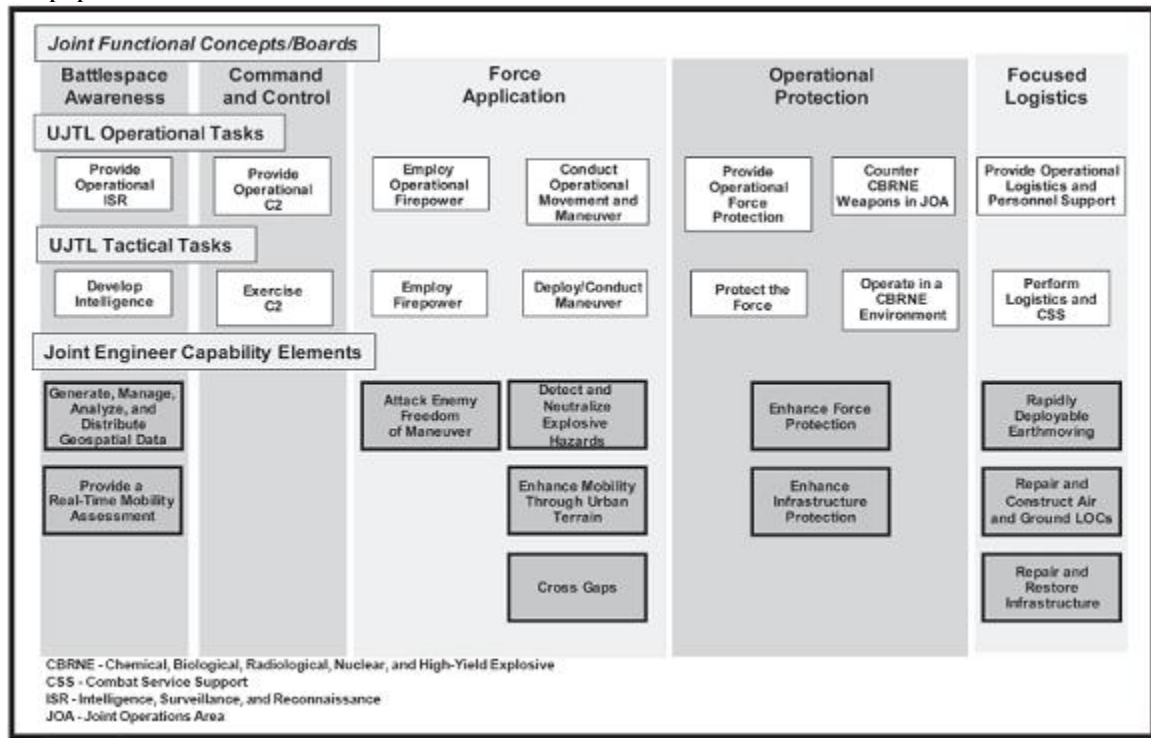 Joint Functional Concepts/Boards
Battlespace
Awareness
Command
and Control
Force
Application
Operational
Protection
Focused
Logistics
UJTL Operational Tasks
Provide
Operational
ISR
Provide
Operational
C2
Employ
Operational
Firepower
Conduct
Operational
Movement and
Maneuver
Provide
Operational
Force
Protection
Counter
CBRNE
Weapons in JOA
Provide Operational
Logistics and
Personnel Support
UJTL Tactical Tasks
Develop
Intelligence
Exercise
C2
Employ
Firepower
Deploy/Conduct
Maneuver
Protect the
Force
Operate in a
CBRNE
Environment
Perform
Logistics and
CSS
Joint Engineer Capability Elements
Generate, Manage,
Analyze, and
Distribute
Geospatial Data
Attack Enemy
Freedom
of Maneuver
Detect and
Neutralize
Explosive
Hazards
Enhance Force
Protection
Rapidly
Deployable
Earthmoving
Provide a
Real-Time Mobility
Assessment
Enhance Mobility
Through Urban
Terrain
Enhance
Infrastructure
Protection
Repair and
Construct Air
and Ground LOCs
Cross Gaps
Repair and
Restore
Infrastructure
CBRNE - Chemical, Biological, Radiological, Nuclear, and High-Yield Explosive
CSS - Combat Service Support
ISR - Intelligence, Surveillance, and Reconnaissance
JOA - Joint Operations Area